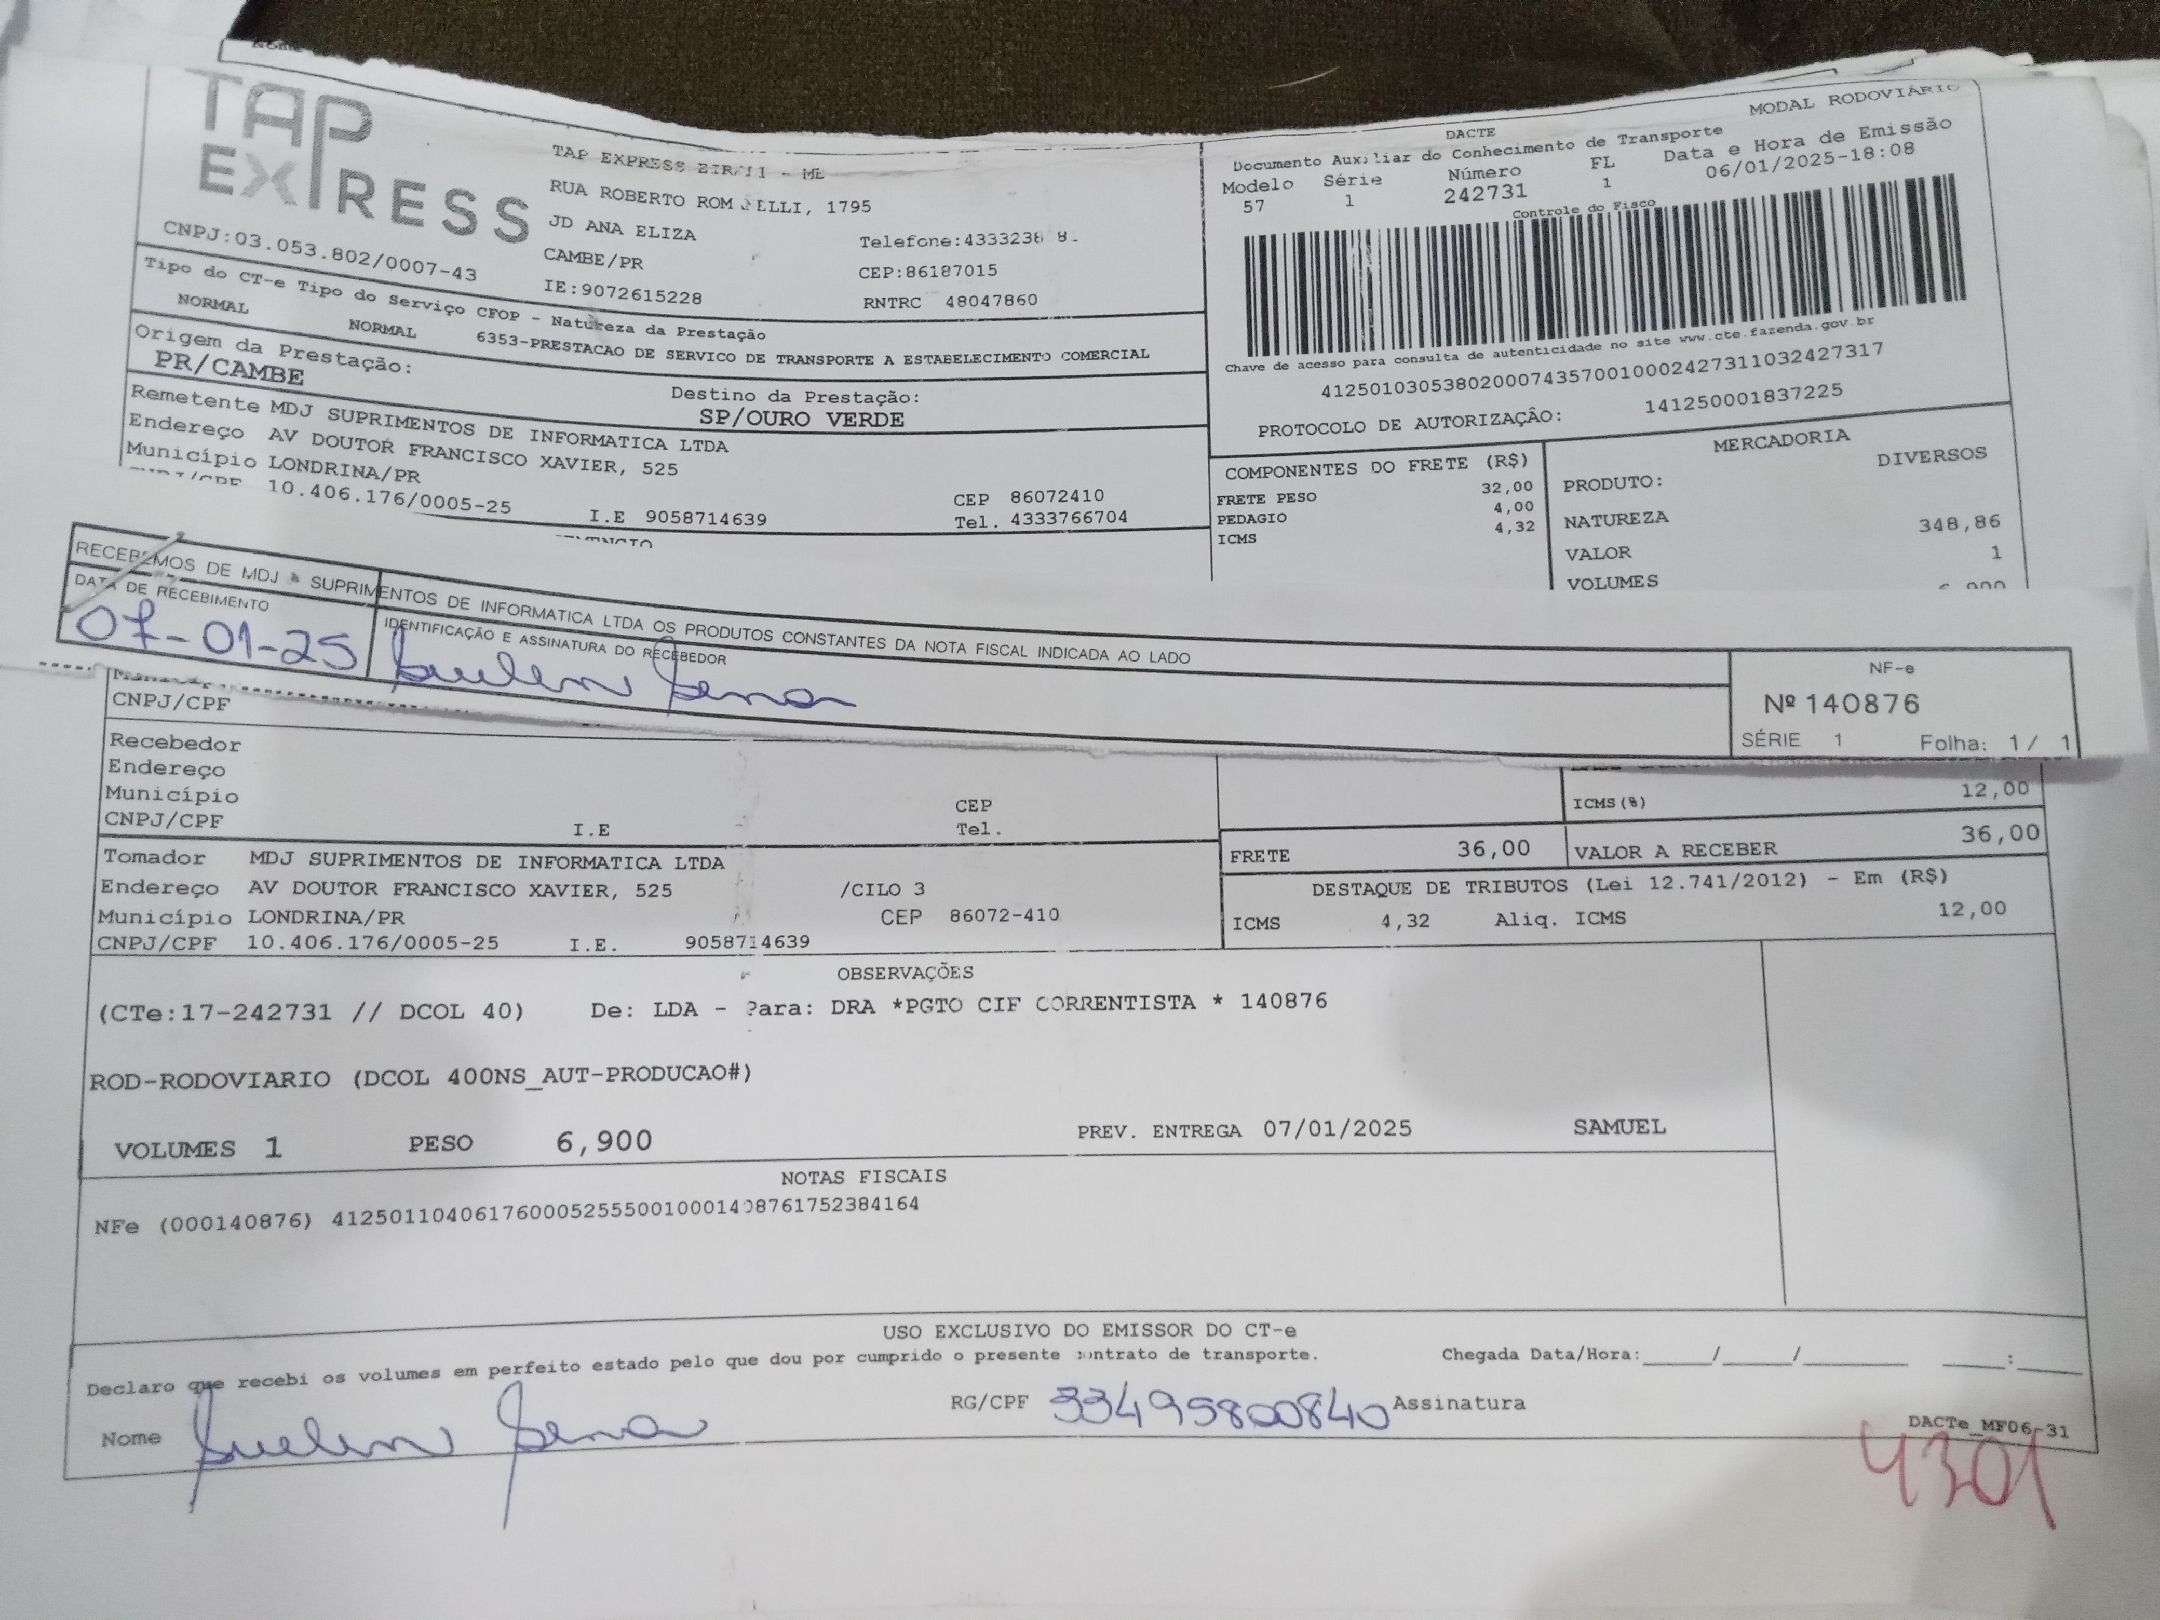 TAP
EXPRESS
CNPJ:03.053.802/0007-43
TAP EXPRESS - ME
RUA ROBERTO, 1795
JD ANA ELIZA
CAMBE/PR
IE:9072615228
Telefone:
CEP:86187015
RNTRC 48047860
MODAL RODOVIÁRIO
DACTE
Documento Auxiliar do Conhecimento de Transporte
Modelo Série Número FL Data e Hora de Emissão
57 1 242731 1 06/01/2025-18:08
Controle do Fisco
Chave de acesso para consulta de autenticidade no site www.cte.fazenda.gov.br
41250103053802000743570010002427311032427317
PROTOCOLO DE AUTORIZAÇÃO: 141250001837225
Tipo do CT-e Tipo do Serviço CFOP - Natureza da Prestação
NORMAL NORMAL 6353-PRESTACAO DE SERVICO DE TRANSPORTE A ESTABELECIMENTO COMERCIAL
Origem da Prestação:
PR/CAMBE
Destino da Prestação:
SP/OURO VERDE
Remetente MDJ SUPRIMENTOS DE INFORMATICA LTDA
Endereço AV DOUTOR FRANCISCO XAVIER, 525
Município LONDRINA/PR CEP 86072410
CNPJ/CPF 10.406.176/0005-25 I.E 9058714639 Tel. 4333766704
COMPONENTES DO FRETE (R$)
FRETE PESO 32,00
PEDAGIO 4,00
ICMS 4,32
MERCADORIA
PRODUTO: DIVERSOS
NATUREZA
VALOR 348,86
VOLUMES 1
RECEBEMOS DE MDJ SUPRIMENTOS DE INFORMATICA LTDA OS PRODUTOS CONSTANTES DA NOTA FISCAL INDICADA AO LADO
DATA DE RECEBIMENTO
07-01-25
IDENTIFICAÇÃO E ASSINATURA DO RECEBEDOR
Suelen Sena
NF-e
Nº 140876
SÉRIE 1 Folha: 1 / 1
CNPJ/CPF
Recebedor
Endereço
Município CEP
CNPJ/CPF I.E Tel.
ICMS(%) 12,00
FRETE 36,00 VALOR A RECEBER 36,00
Tomador MDJ SUPRIMENTOS DE INFORMATICA LTDA
Endereço AV DOUTOR FRANCISCO XAVIER, 525 /CILO 3
Município LONDRINA/PR CEP 86072-410
CNPJ/CPF 10.406.176/0005-25 I.E. 9058714639
DESTAQUE DE TRIBUTOS (Lei 12.741/2012) - Em (R$)
ICMS 4,32 Aliq. ICMS 12,00
OBSERVAÇÕES
(CTe:17-242731 // DCOL 40) De: LDA - Para: DRA *PGTO CIF CORRENTISTA * 140876
ROD-RODOVIARIO (DCOL 400NS_AUT-PRODUCAO#)
VOLUMES 1 PESO 6,900 PREV. ENTREGA 07/01/2025 SAMUEL
NOTAS FISCAIS
NFe (000140876) 41250110406176000525550010001408761752384164
USO EXCLUSIVO DO EMISSOR DO CT-e
Declaro que recebi os volumes em perfeito estado pelo que dou por cumprido o presente contrato de transporte. Chegada Data/Hora:_____/_____/_______ _____:_____
Nome Suelen Sena RG/CPF 33495800840 Assinatura
DACTe_MF06-31
4301